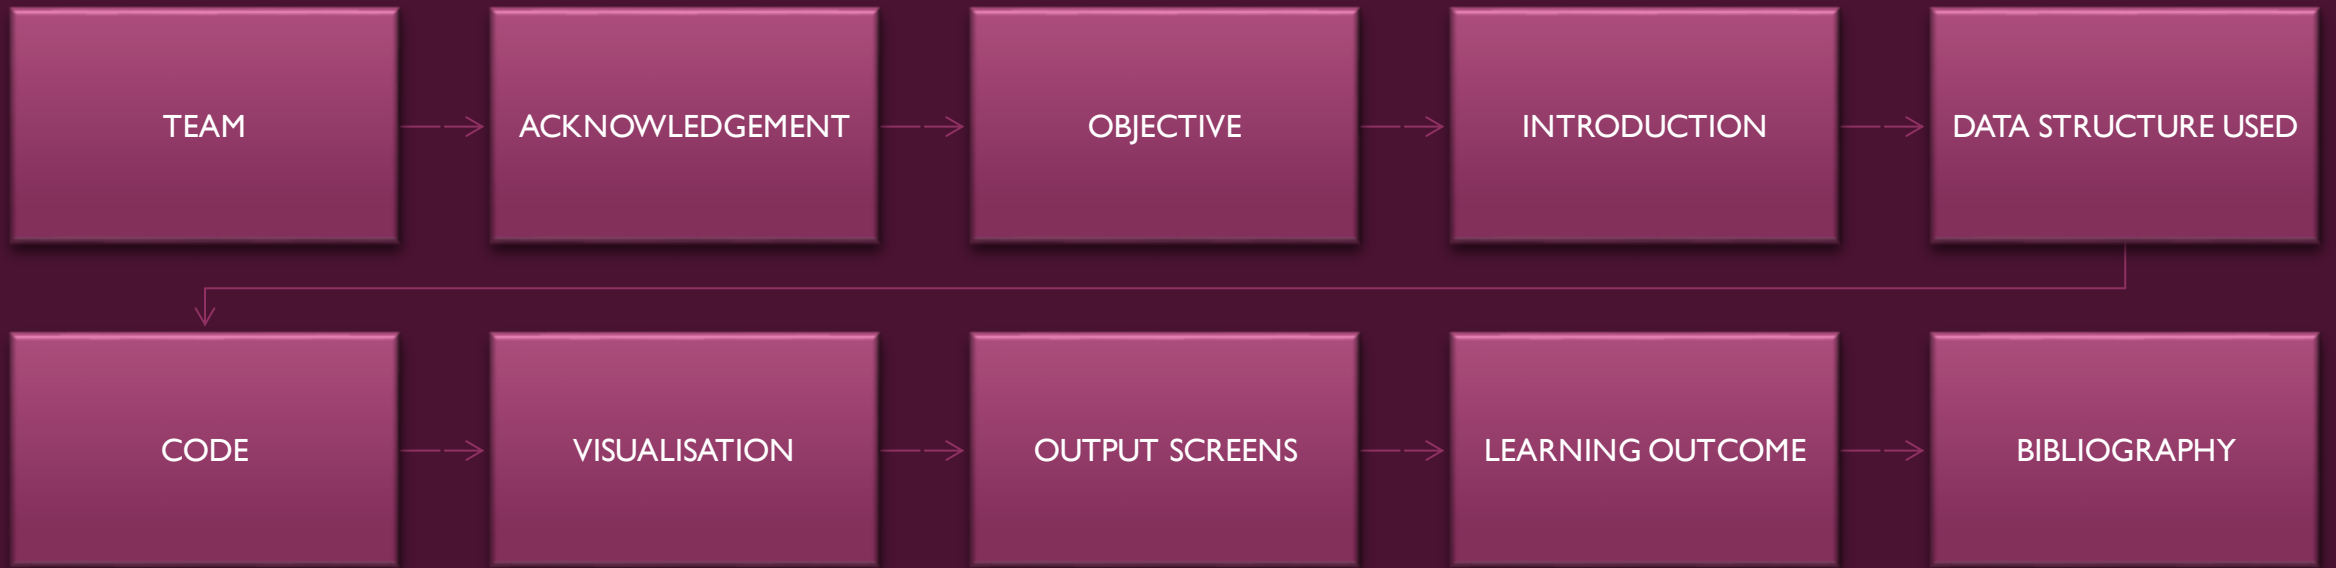 TEAM
ACKNOWLEDGEMENT
OBJECTIVE
INTRODUCTION
DATA STRUCTURE USED
CODE
VISUALISATION
OUTPUT SCREENS
LEARNING OUTCOME
BIBLIOGRAPHY